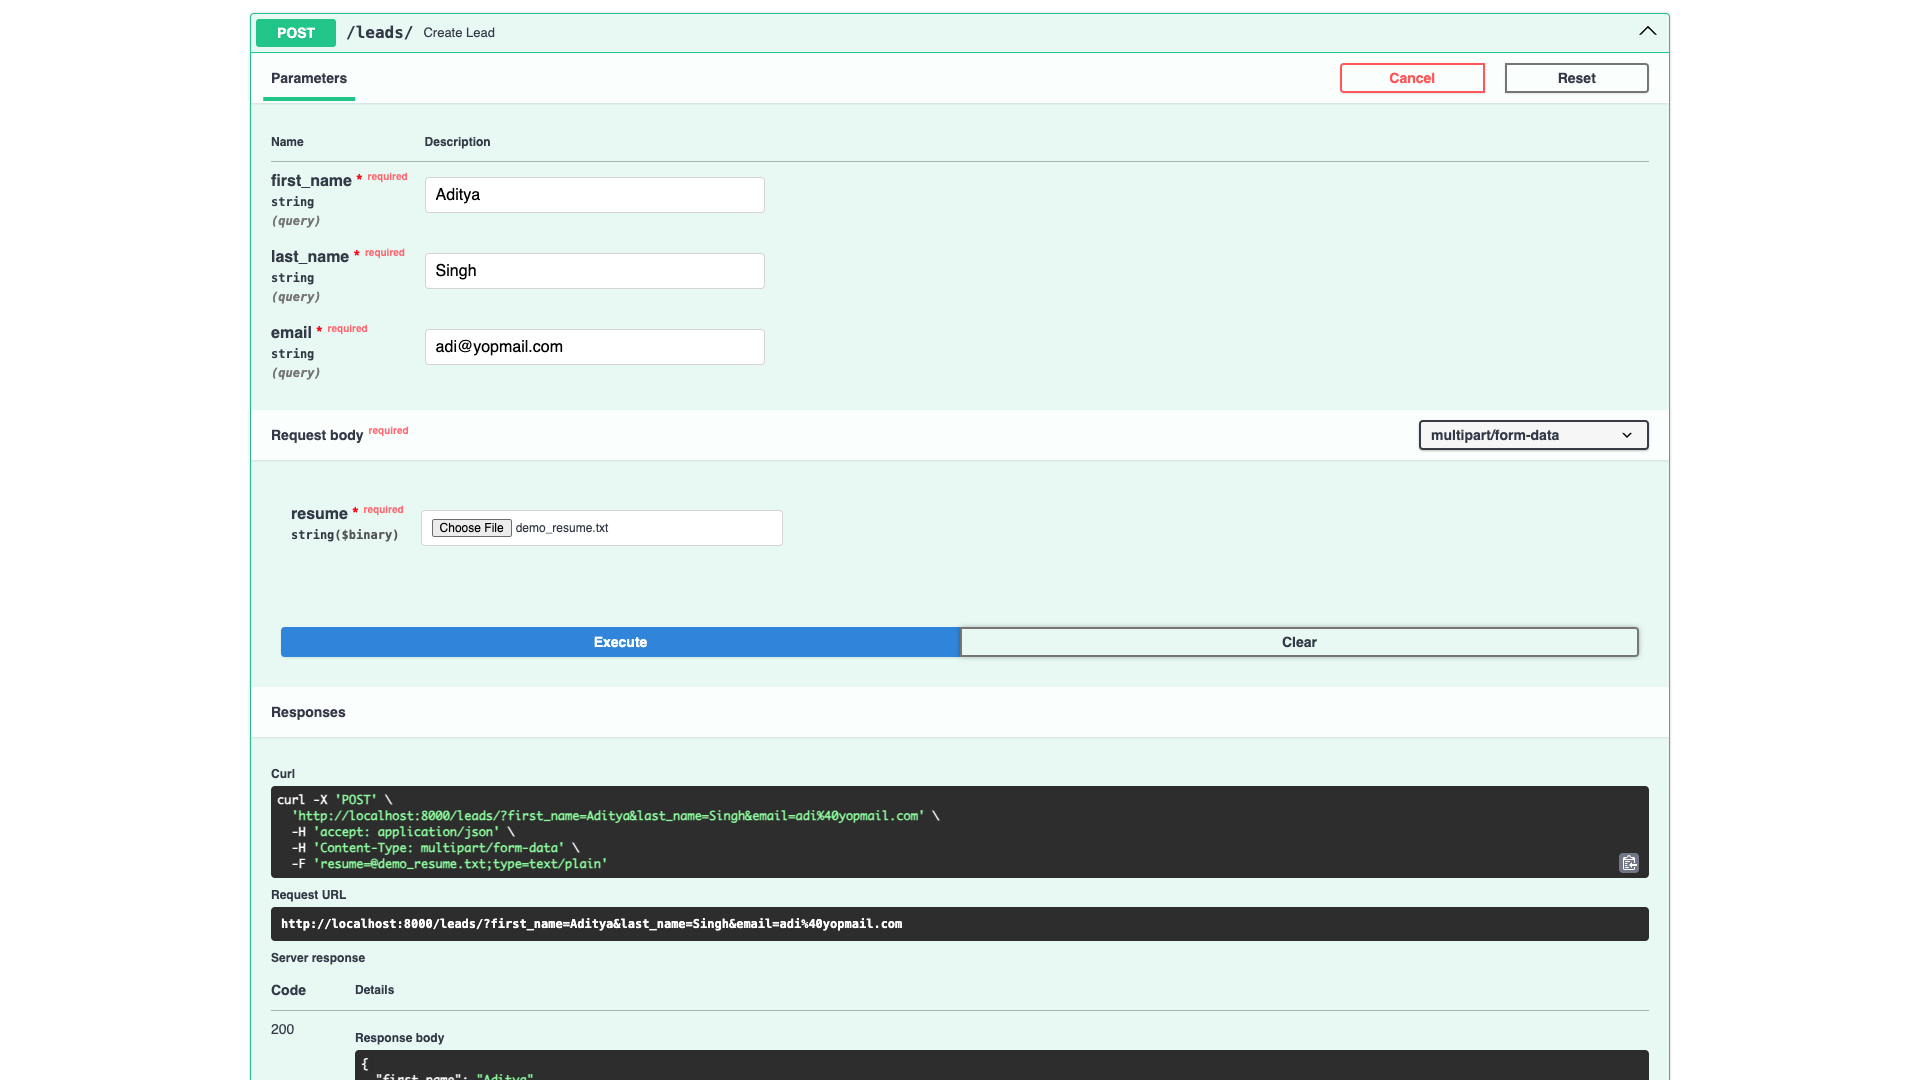 POST /leads/ Create Lead
Parameters
Cancel
Reset
Name Description
first_name * required
string
(query)
Aditya
last_name * required
string
(query)
Singh
email * required
string
(query)
adi@yopmail.com
Request body required
multipart/form-data
resume * required
string($binary)
Choose File demo_resume.txt
Execute
Clear
Responses
Curl
curl -X 'POST' \
'http://localhost:8000/leads/?first_name=Aditya&last_name=Singh&email=adi%40yopmail.com' \
-H 'accept: application/json' \
-H 'Content-Type: multipart/form-data' \
-F 'resume=@demo_resume.txt;type=text/plain'
Request URL
http://localhost:8000/leads/?first_name=Aditya&last_name=Singh&email=adi%40yopmail.com
Server response
Code Details
200
Response body
{
"first_name": "Aditya"